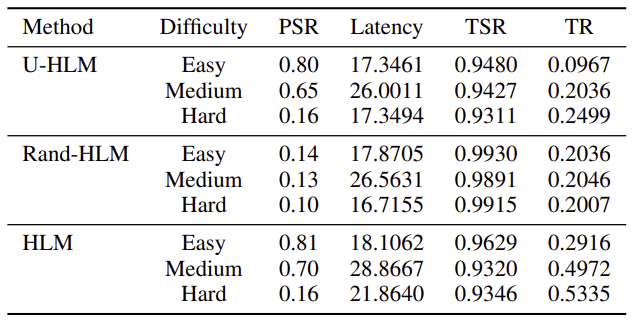 Method Difficulty PSR Latency TSR TR
U-HLM Easy 0.80 17.3461 0.9480 0.0967
Medium 0.65 26.0011 0.9427 0.2036
Hard 0.16 17.3494 0.9311 0.2499
Rand-HLM Easy 0.14 17.8705 0.9930 0.2036
Medium 0.13 26.5631 0.9891 0.2046
Hard 0.10 16.7155 0.9915 0.2007
HLM Easy 0.81 18.1062 0.9629 0.2916
Medium 0.70 28.8667 0.9320 0.4972
Hard 0.16 21.8640 0.9346 0.5335